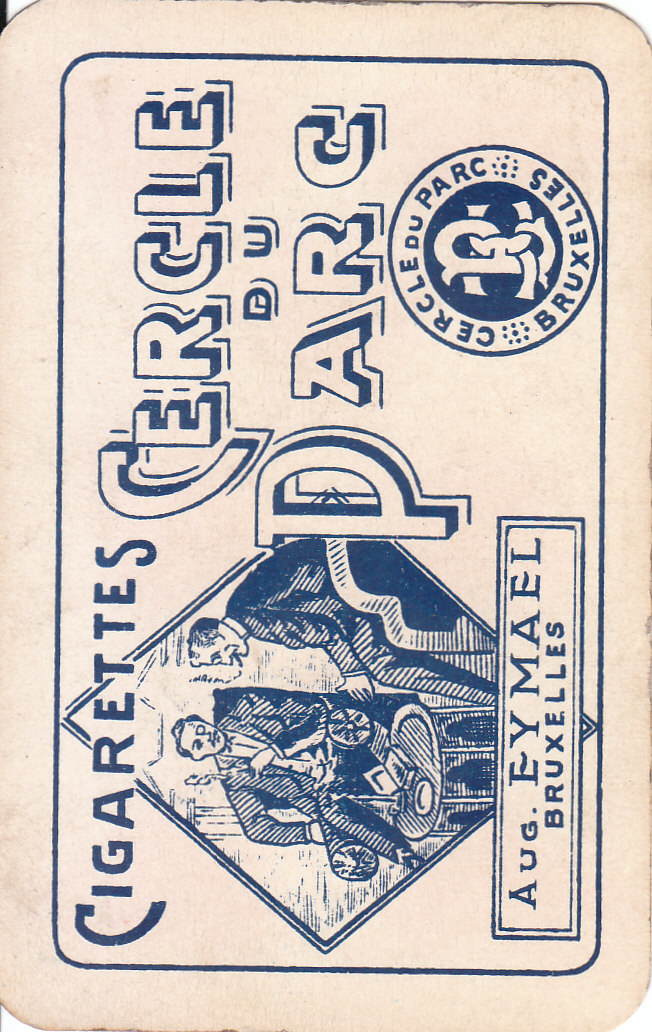 CIGARETTES
CERCLE
DU
PARC
CERCLE DU PARC
BRUXELLES
AUG. EYMAEL
BRUXELLES